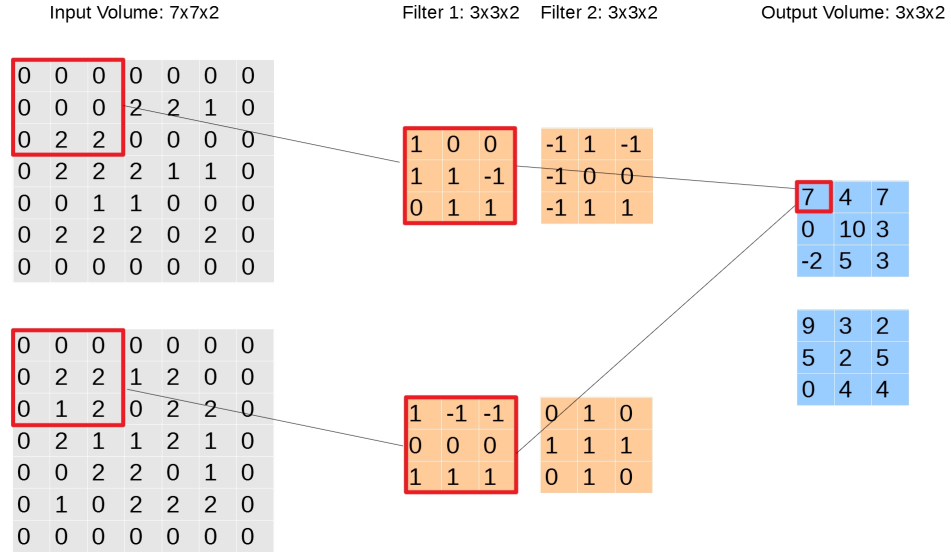 Input Volume: 7x7x2
Filter 1: 3x3x2
Filter 2: 3x3x2
Output Volume: 3x3x2
0 0 0 0 0 0 0
0 0 0 2 2 1 0
0 2 2 0 0 0 0
0 2 2 2 1 1 0
0 0 1 1 0 0 0
0 2 2 2 0 2 0
0 0 0 0 0 0 0
0 0 0 0 0 0 0
0 2 2 1 2 0 0
0 1 2 0 2 2 0
0 2 1 1 2 1 0
0 0 2 2 0 1 0
0 1 0 2 2 2 0
0 0 0 0 0 0 0
1 0 0
1 1 -1
0 1 1
1 -1 -1
0 0 0
1 1 1
-1 1 -1
-1 0 0
-1 1 1
0 1 0
1 1 1
0 1 0
7 4 7
0 10 3
-2 5 3
9 3 2
5 2 5
0 4 4